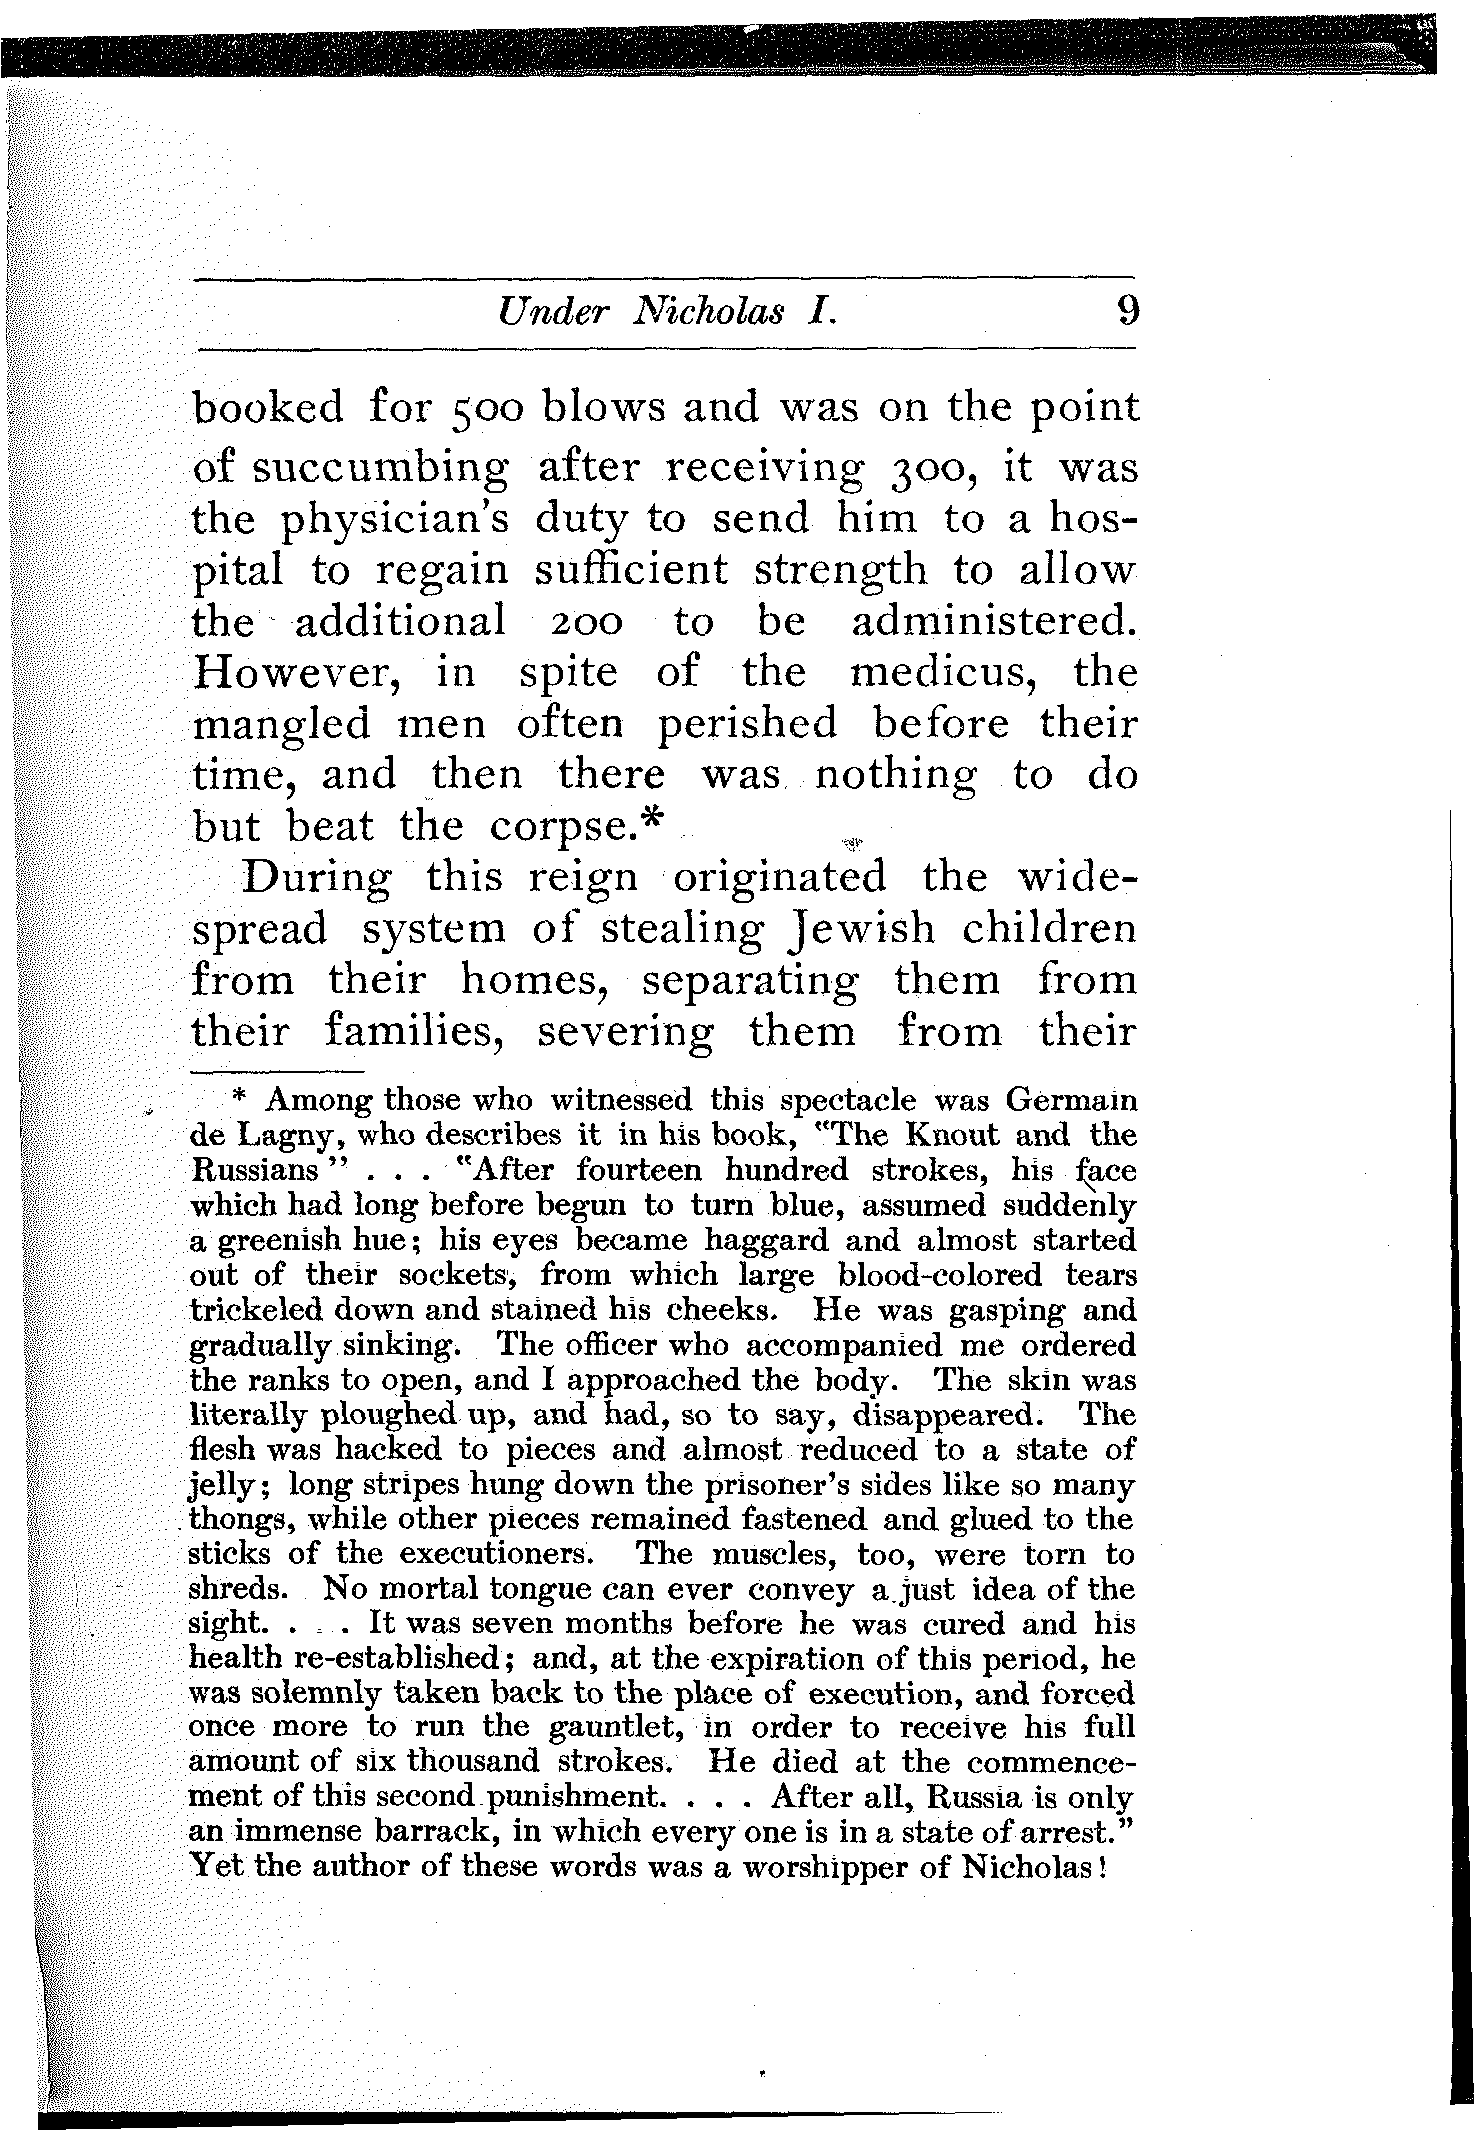 Under Nicholas I. 9
booked for 500 blows and was on the point
of succumbing after receiving 300, it was
the physician's duty to send him to a hos-
pital to regain sufficient strength to allow
the additional 200 to be administered.
However, in spite of the medicus, the
mangled men often perished before their
time, and then there was nothing to do
but beat the corpse.*
During this reign originated the wide-
spread system of stealing Jewish children
from their homes, separating them from
their families, severing them from their
* Among those who witnessed this spectacle was Germain
de Lagny, who describes it in his book, "The Knout and the
Russians" . . . "After fourteen hundred strokes, his face
which had long before begun to turn blue, assumed suddenly
a greenish hue; his eyes became haggard and almost started
out of their sockets, from which large blood-colored tears
trickeled down and stained his cheeks. He was gasping and
gradually sinking. The officer who accompanied me ordered
the ranks to open, and I approached the body. The skin was
literally ploughed up, and had, so to say, disappeared. The
flesh was hacked to pieces and almost reduced to a state of
jelly; long stripes hung down the prisoner's sides like so many
thongs, while other pieces remained fastened and glued to the
sticks of the executioners. The muscles, too, were torn to
shreds. No mortal tongue can ever convey a just idea of the
sight. . . . It was seven months before he was cured and his
health re-established; and, at the expiration of this period, he
was solemnly taken back to the place of execution, and forced
once more to run the gauntlet, in order to receive his full
amount of six thousand strokes. He died at the commence-
ment of this second punishment. . . . After all, Russia is only
an immense barrack, in which every one is in a state of arrest."
Yet the author of these words was a worshipper of Nicholas!